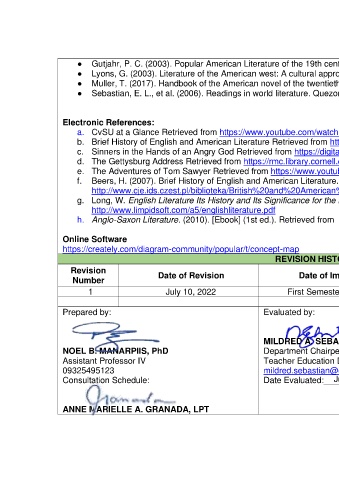 ● Gutjahr, P. C. (2003). Popular American Literature of the 19th cent
● Lyons, G. (2003). Literature of the American west: A cultural appro
● Muller, T. (2017). Handbook of the American novel of the twentieth
● Sebastian, E. L., et al. (2006). Readings in world literature. Quezon
Electronic References:
a. CvSU at a Glance Retrieved from https://www.youtube.com/watch
b. Brief History of English and American Literature Retrieved from htt
c. Sinners in the Hands of an Angry God Retrieved from https://digita
d. The Gettysburg Address Retrieved from https://rmc.library.cornell.e
e. The Adventures of Tom Sawyer Retrieved from https://www.youtu
f. Beers, H. (2007). Brief History of English and American Literature.
http://www.cje.ids.czest.pl/biblioteka/British%20and%20American%
g. Long, W. English Literature Its History and Its Significance for the
http://www.limpidsoft.com/a5/englishliterature.pdf
h. Anglo-Saxon Literature. (2010). [Ebook] (1st ed.). Retrieved from
Online Software
https://creately.com/diagram-community/popular/t/concept-map
REVISION HISTO
Revision Number Date of Revision Date of Im
1 July 10, 2022 First Semeste
Prepared by: Evaluated by:
NOEL B. MANARPIIS, PhD MILDRED A. SEBA
Assistant Professor IV Department Chairpe
09325495123 Teacher Education D
Consultation Schedule: mildred.sebastian@
Date Evaluated:
ANNE MARIELLE A. GRANADA, LPT